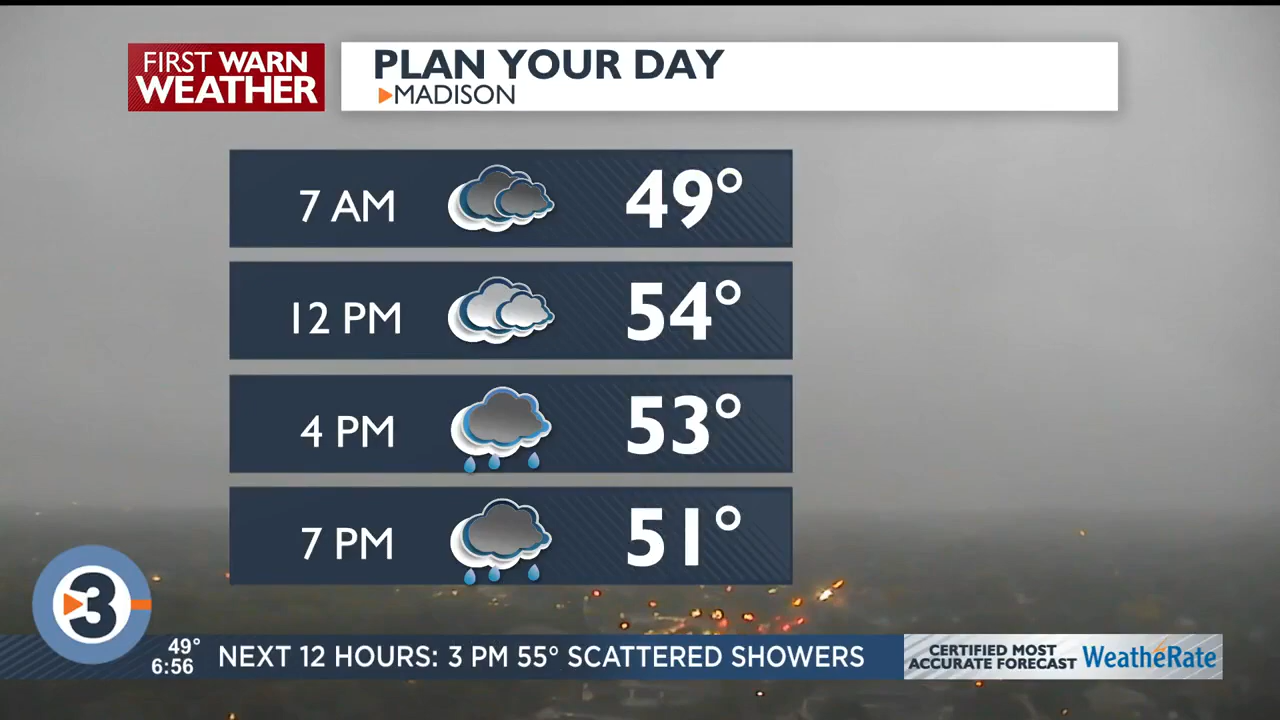 FIRST WARN
WEATHER
PLAN YOUR DAY
MADISON
7 AM 49°
12 PM 54°
4 PM 53°
7 PM 51°
3
49°
6:56
NEXT 12 HOURS: 3 PM 55° SCATTERED SHOWERS
CERTIFIED MOST
ACCURATE FORECAST
WeatheRate